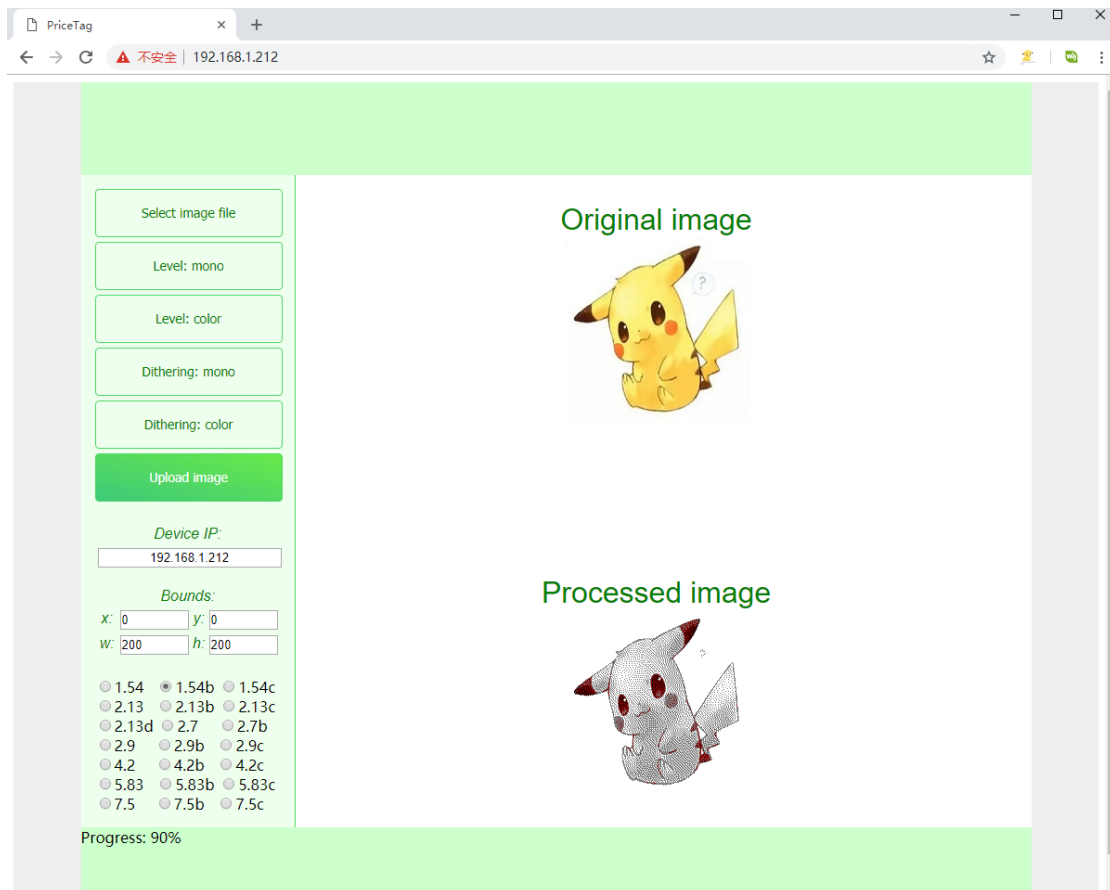 PriceTag
不安全 192.168.1.212
Select image file
Level: mono
Level: color
Dithering: mono
Dithering: color
Upload image
Device IP:
192.168.1.212
Bounds:
x: 0 y: 0
w: 200 h: 200
1.54 1.54b 1.54c
2.13 2.13b 2.13c
2.13d 2.7 2.7b
2.9 2.9b 2.9c
4.2 4.2b 4.2c
5.83 5.83b 5.83c
7.5 7.5b 7.5c
Original image
?
Processed image
?
Progress: 90%